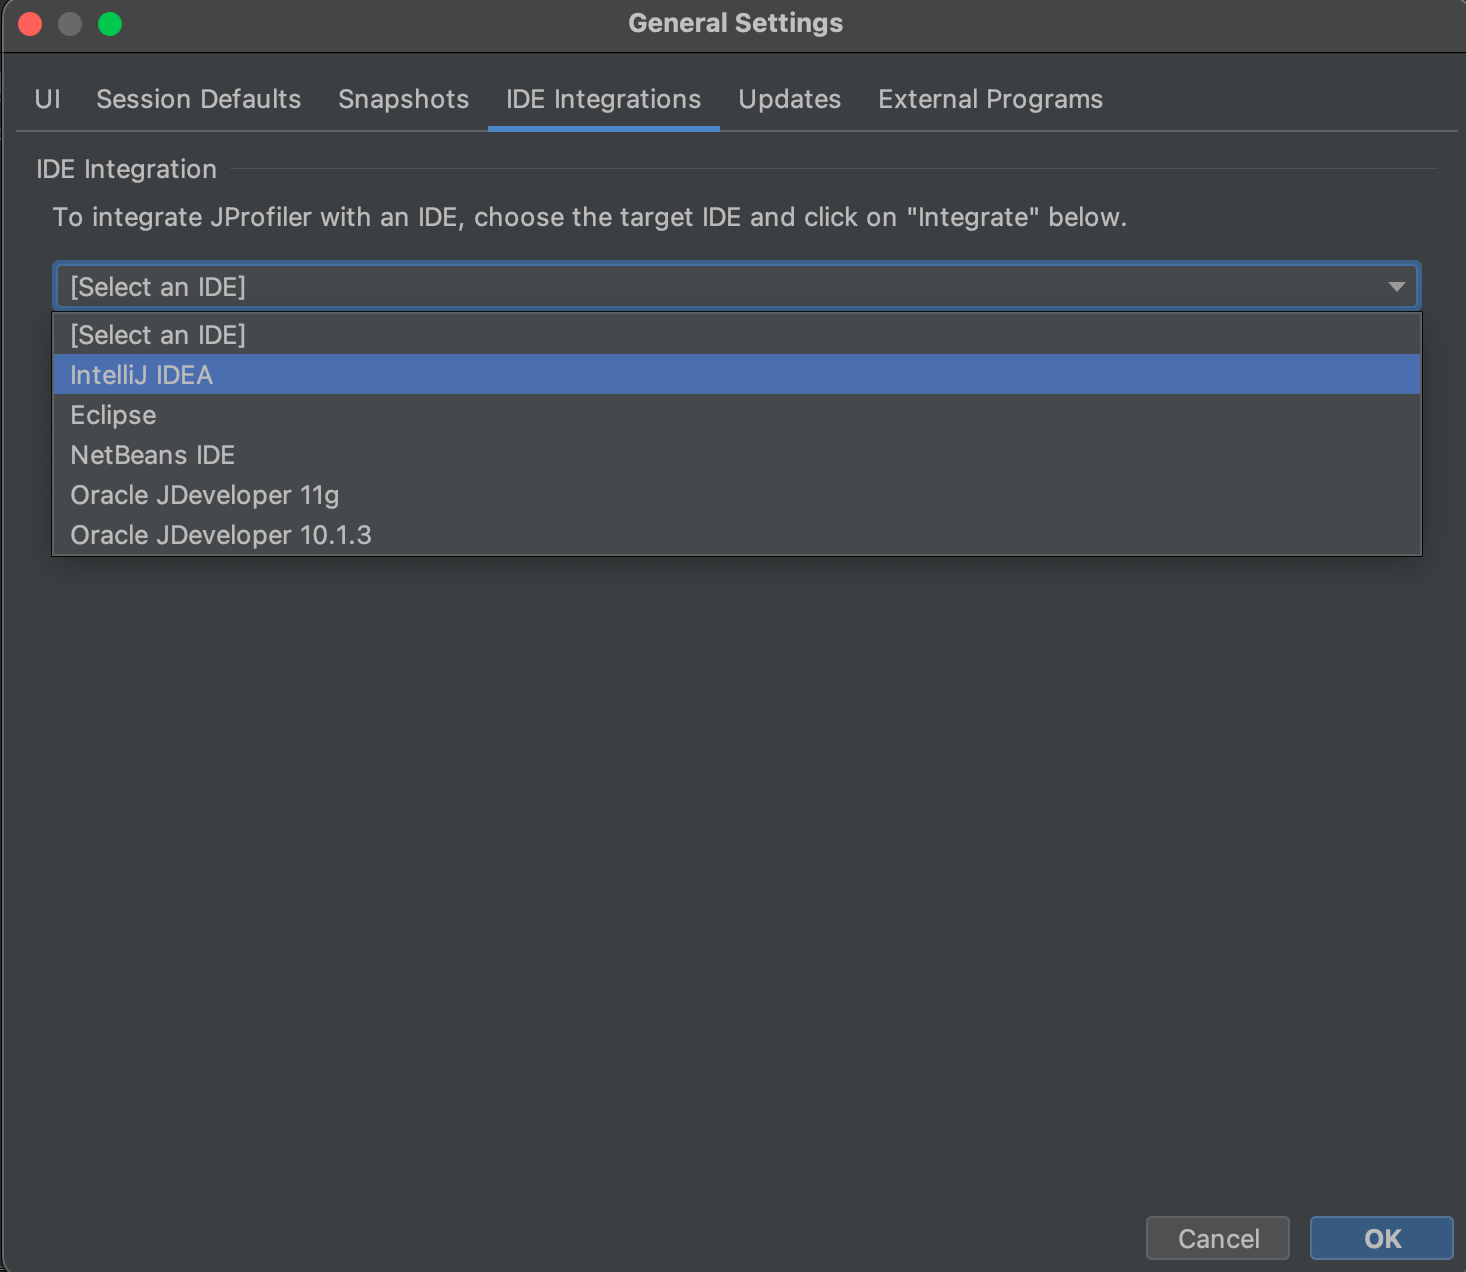 General Settings
UI Session Defaults Snapshots IDE Integrations Updates External Programs
IDE Integration
To integrate JProfiler with an IDE, choose the target IDE and click on "Integrate" below.
[Select an IDE]
[Select an IDE]
IntelliJ IDEA
Eclipse
NetBeans IDE
Oracle JDeveloper 11g
Oracle JDeveloper 10.1.3
Cancel OK